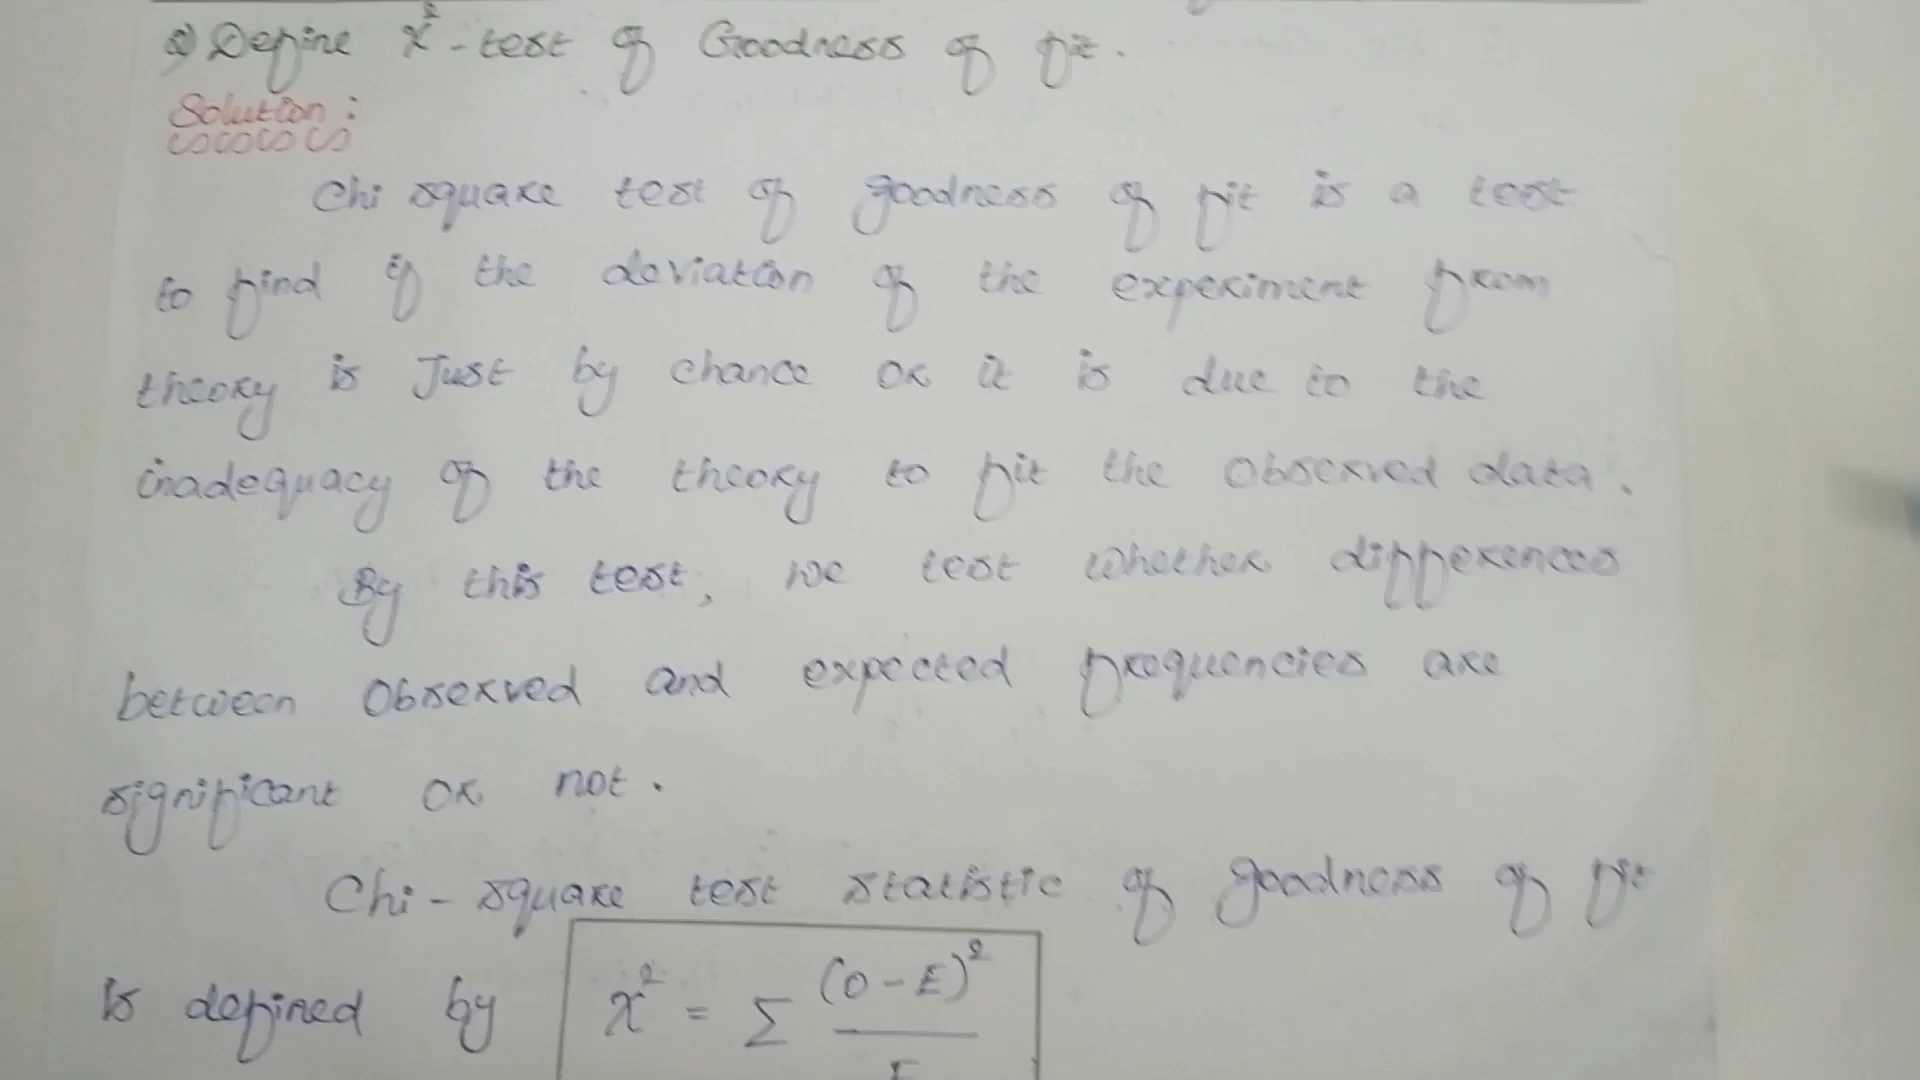 Define χ²-test of Goodness of fit.
Solution:
Chi square test of goodness of fit is a test
to find if the deviation of the experiment from
theory is Just by chance or it is due to the
inadequacy of the theory to fit the Observed data.
By this test, we test whether differences
between Observed and expected frequencies are
significant or not.
Chi-square test statistic of goodness of fit
is defined by χ² = Σ (O-E)² / E